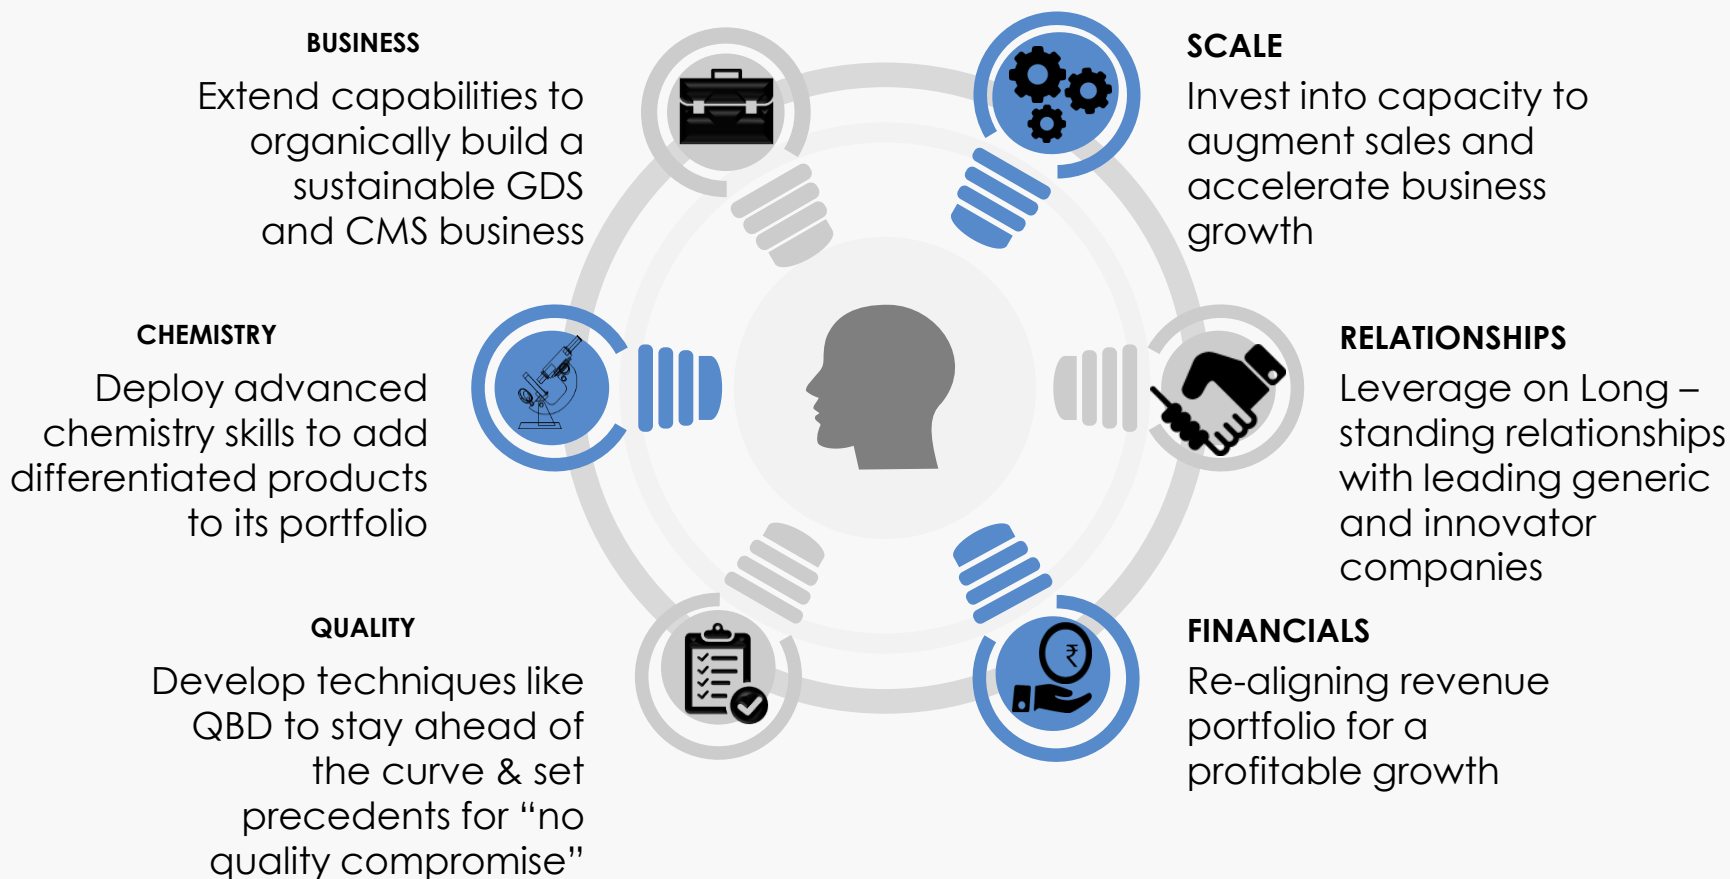 BUSINESS
Extend capabilities to
organically build a
sustainable GDS
and CMS business
SCALE
Invest into capacity to
augment sales and
accelerate business
growth
CHEMISTRY
Deploy advanced
chemistry skills to add
differentiated products
to its portfolio
RELATIONSHIPS
Leverage on Long –
standing relationships
with leading generic
and innovator
companies
QUALITY
Develop techniques like
QBD to stay ahead of
the curve & set
precedents for “no
quality compromise”
FINANCIALS
Re-aligning revenue
portfolio for a
profitable growth
₹